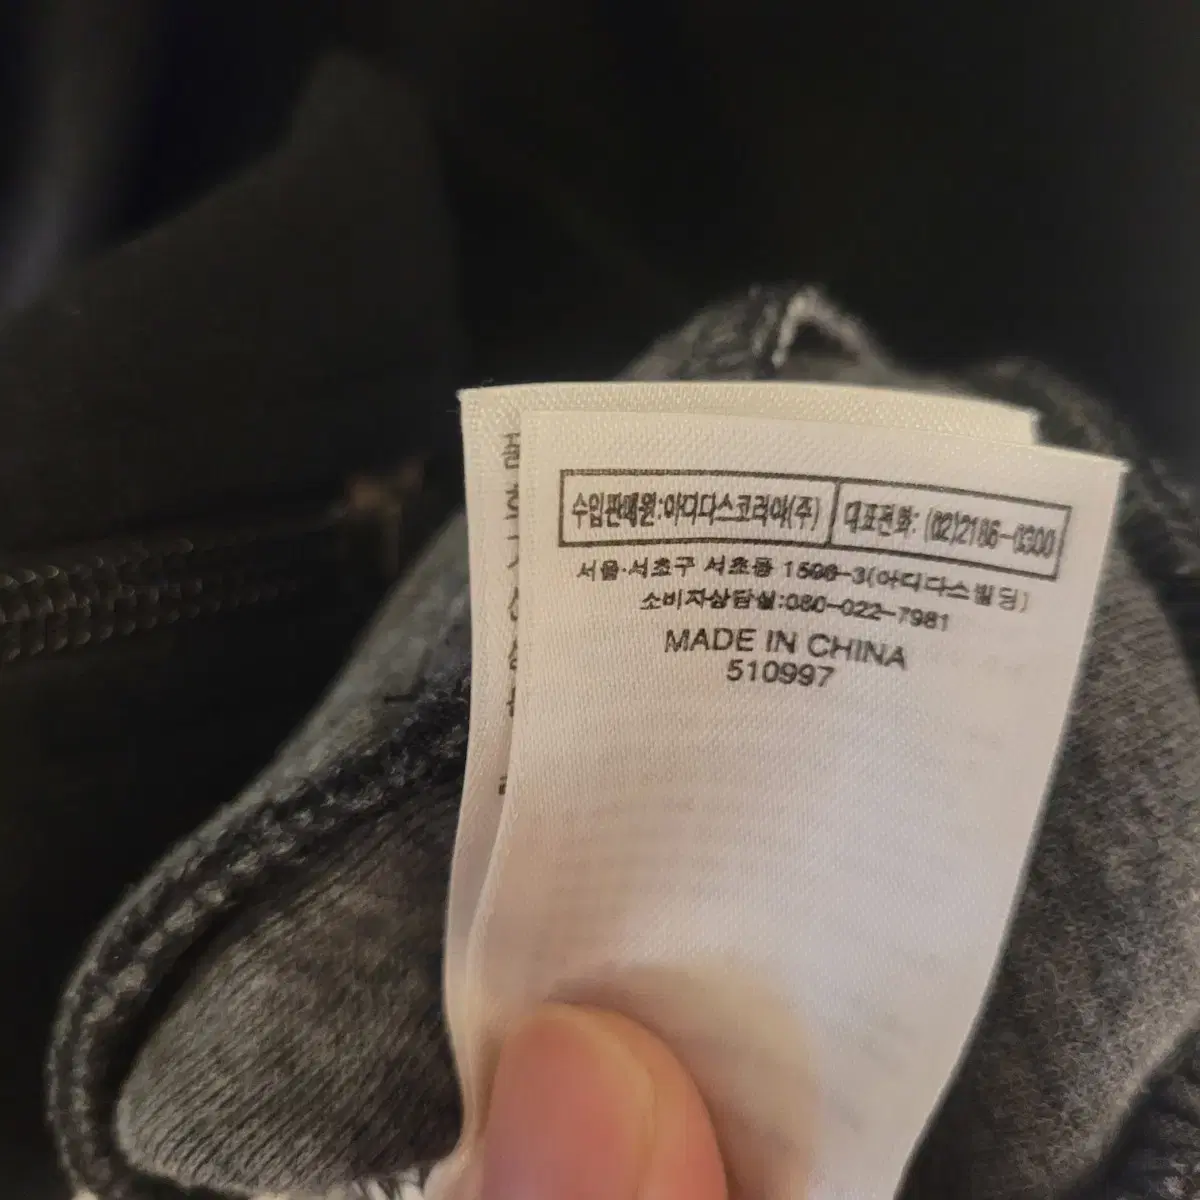 수입판매원:아디다스코리아(주) 대표전화: (02)2186-0300
서울·서초구 서초동 1596-3(아디다스빌딩)
소비자상담실:080-022-7981
MADE IN CHINA
510997